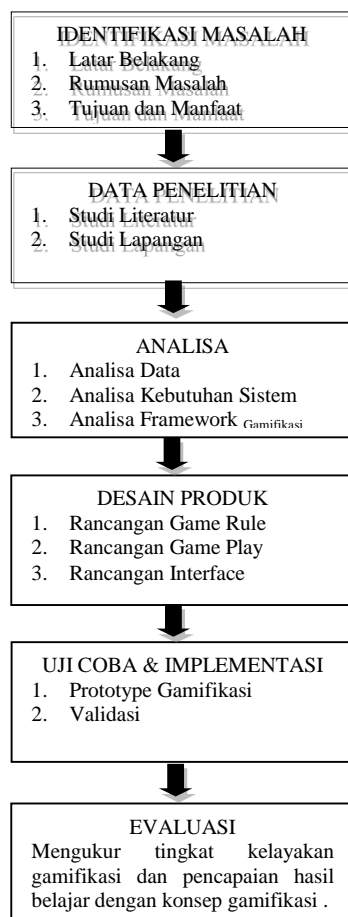 IDENTIFIKASI MASALAH
1. Latar Belakang
2. Rumusan Masalah
3. Tujuan dan Manfaat
DATA PENELITIAN
1. Studi Literatur
2. Studi Lapangan
ANALISA
1. Analisa Data
2. Analisa Kebutuhan Sistem
3. Analisa Framework Gamifikasi
DESAIN PRODUK
1. Rancangan Game Rule
2. Rancangan Game Play
3. Rancangan Interface
UJI COBA & IMPLEMENTASI
1. Prototype Gamifikasi
2. Validasi
EVALUASI
Mengukur tingkat kelayakan
gamifikasi dan pencapaian hasil
belajar dengan konsep gamifikasi .